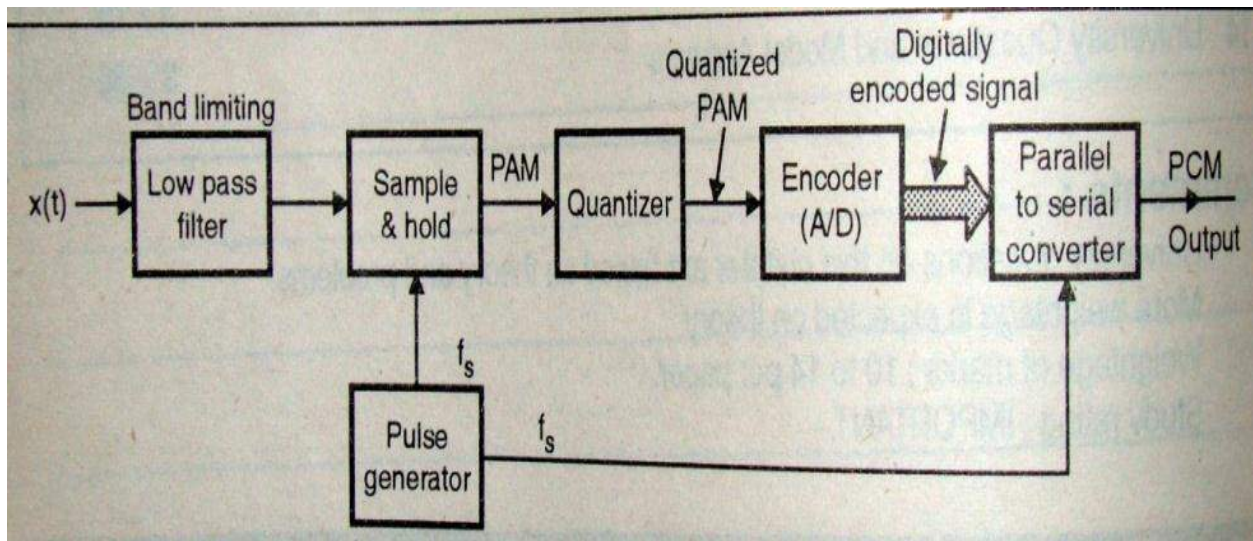 Band limiting
x(t)
Low pass
filter
Sample
& hold
PAM
Quantizer
Quantized
PAM
Encoder
(A/D)
Digitally
encoded signal
Parallel
to serial
converter
PCM
Output
fs
Pulse
generator
fs